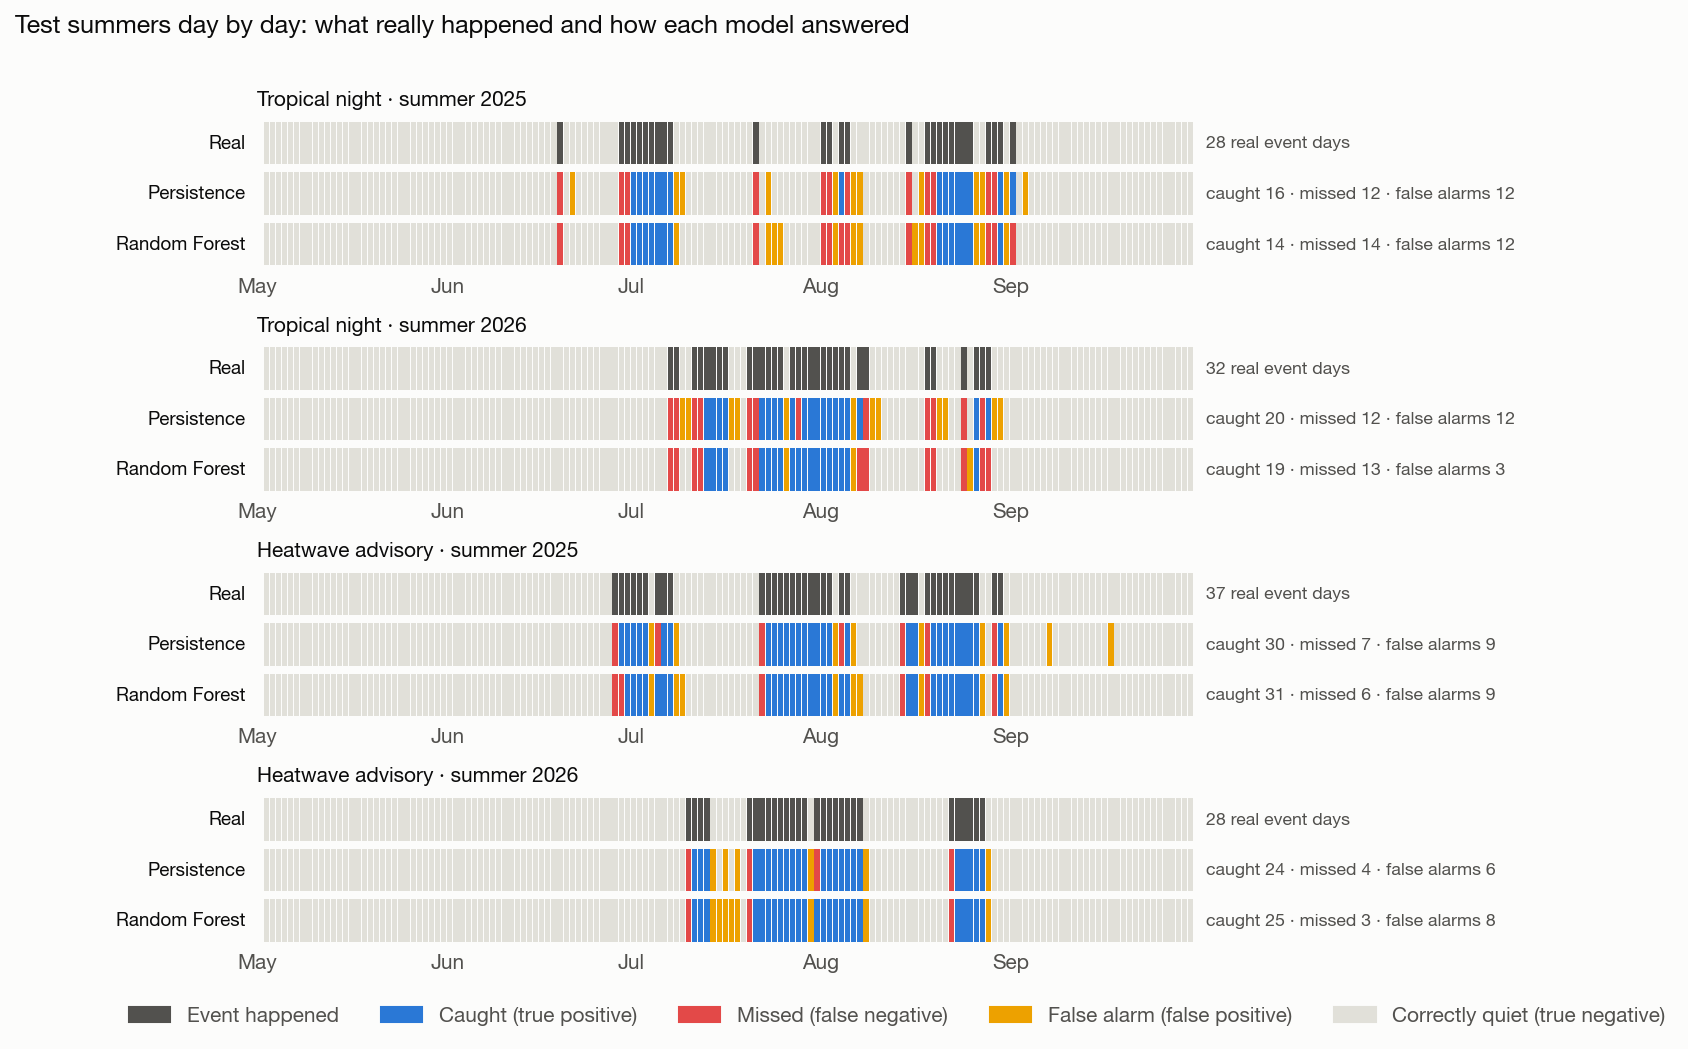 Test summers day by day: what really happened and how each model answered
Tropical night · summer 2025
Real
28 real event days
Persistence
caught 16 · missed 12 · false alarms 12
Random Forest
caught 14 · missed 14 · false alarms 12
May Jun Jul Aug Sep
Tropical night · summer 2026
Real
32 real event days
Persistence
caught 20 · missed 12 · false alarms 12
Random Forest
caught 19 · missed 13 · false alarms 3
May Jun Jul Aug Sep
Heatwave advisory · summer 2025
Real
37 real event days
Persistence
caught 30 · missed 7 · false alarms 9
Random Forest
caught 31 · missed 6 · false alarms 9
May Jun Jul Aug Sep
Heatwave advisory · summer 2026
Real
28 real event days
Persistence
caught 24 · missed 4 · false alarms 6
Random Forest
caught 25 · missed 3 · false alarms 8
May Jun Jul Aug Sep
Event happened Caught (true positive) Missed (false negative) False alarm (false positive) Correctly quiet (true negative)